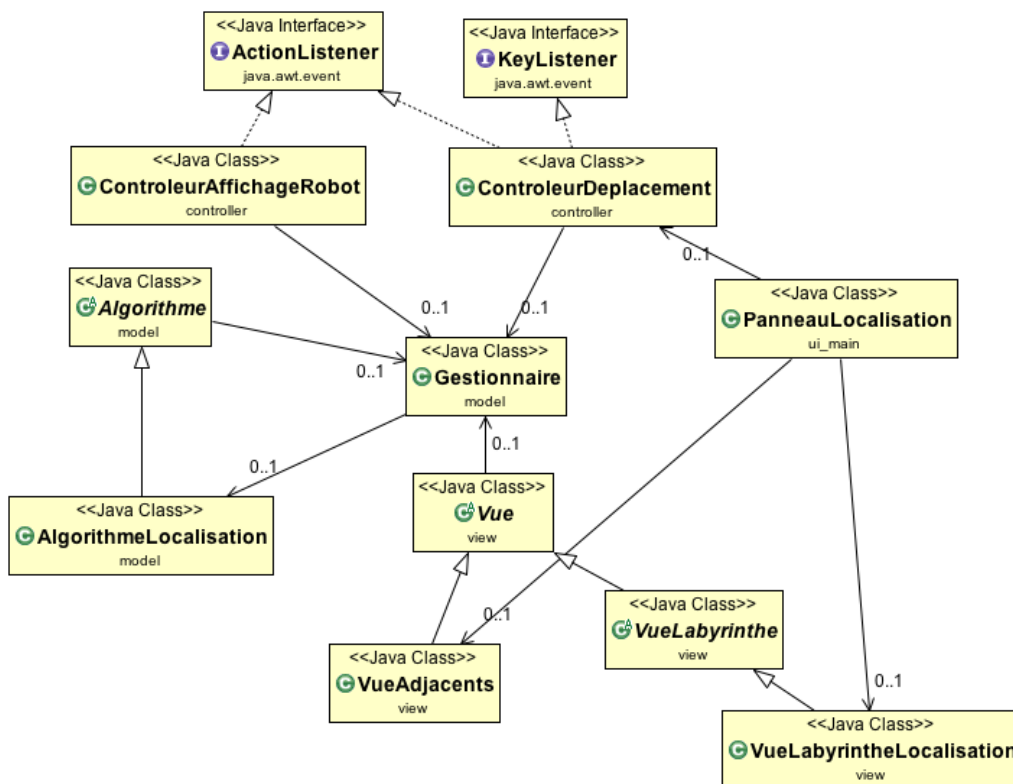 <<Java Interface>>
ActionListener
java.awt.event
<<Java Interface>>
KeyListener
java.awt.event
<<Java Class>>
ControleurAffichageRobot
controller
<<Java Class>>
ControleurDeplacement
controller
0..1
<<Java Class>>
Algorithme
model
<<Java Class>>
PanneauLocalisation
ui_main
0..1
0..1
0..1
<<Java Class>>
Gestionnaire
model
0..1
0..1
<<Java Class>>
Vue
view
<<Java Class>>
AlgorithmeLocalisation
model
0..1
<<Java Class>>
VueLabyrinthe
view
<<Java Class>>
VueAdjacents
view
0..1
<<Java Class>>
VueLabyrintheLocalisation
view